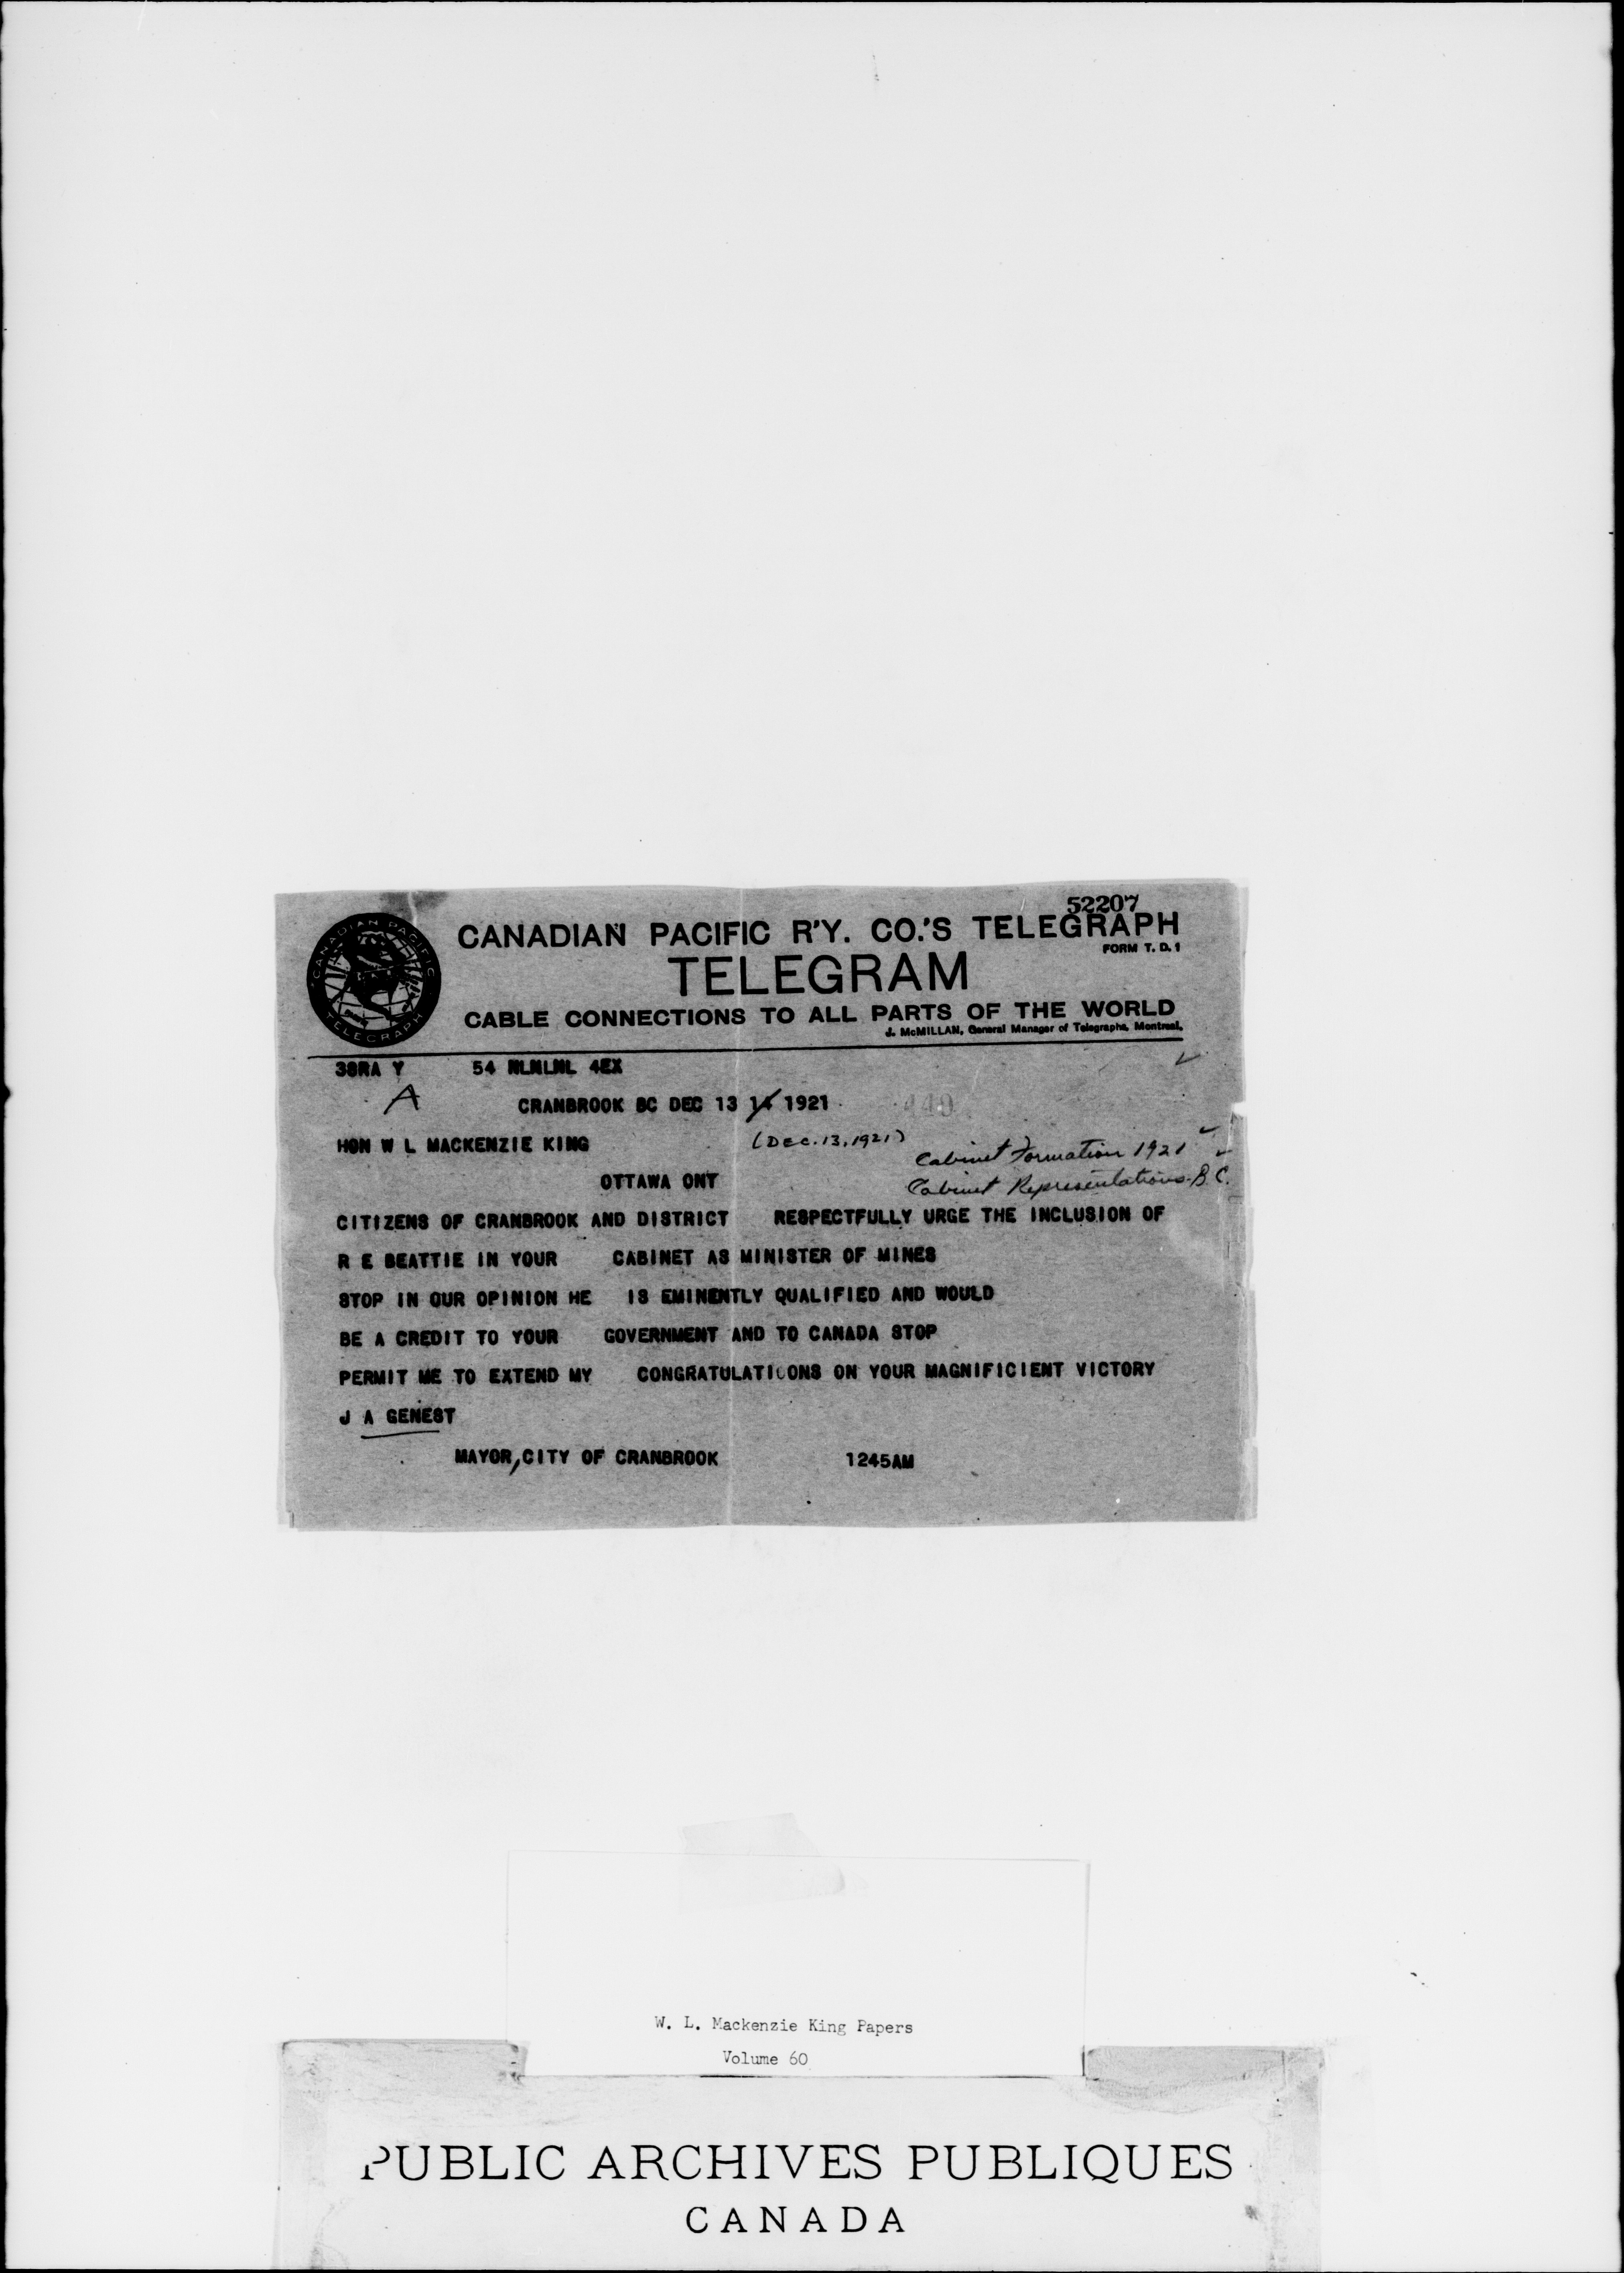 52207
CANADIAN PACIFIC R'Y. CO.'S TELEGRAPH
FORM T. D. 1
TELEGRAM
CABLE CONNECTIONS TO ALL PARTS OF THE WORLD
J. McMILLAN, General Manager of Telegraphs, Montreal.
CANADIAN PACIFIC
TELEGRAPH
38RA Y 54 NLNLNL 4EX
A
CRANBROOK BC DEC 13 14 1921
HON W L MACKENZIE KING
(Dec. 13, 1921)
Cabinet Formation 1921
OTTAWA ONT
Cabinet Representations-B.C.
CITIZENS OF CRANBROOK AND DISTRICT RESPECTFULLY URGE THE INCLUSION OF
R E BEATTIE IN YOUR CABINET AS MINISTER OF MINES
STOP IN OUR OPINION HE IS EMINENTLY QUALIFIED AND WOULD
BE A CREDIT TO YOUR GOVERNMENT AND TO CANADA STOP
PERMIT ME TO EXTEND MY CONGRATULATIOONS ON YOUR MAGNIFICIENT VICTORY
J A GENEST
MAYOR,CITY OF CRANBROOK 1245AM
W. L. Mackenzie King Papers
Volume 60
PUBLIC ARCHIVES PUBLIQUES
CANADA